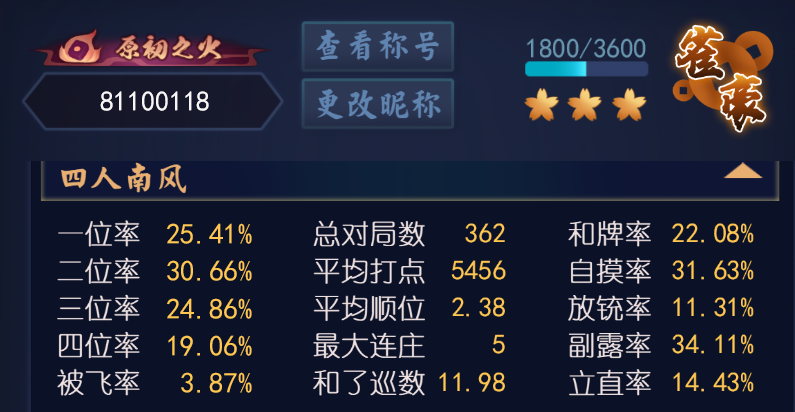 原初之火 查看称号 1800/3600
81100118 更改昵称 雀豪
四人南风
一位率 25.41% 总对局数 362 和牌率 22.08%
二位率 30.66% 平均打点 5456 自摸率 31.63%
三位率 24.86% 平均顺位 2.38 放铳率 11.31%
四位率 19.06% 最大连庄 5 副露率 34.11%
被飞率 3.87% 和了巡数 11.98 立直率 14.43%